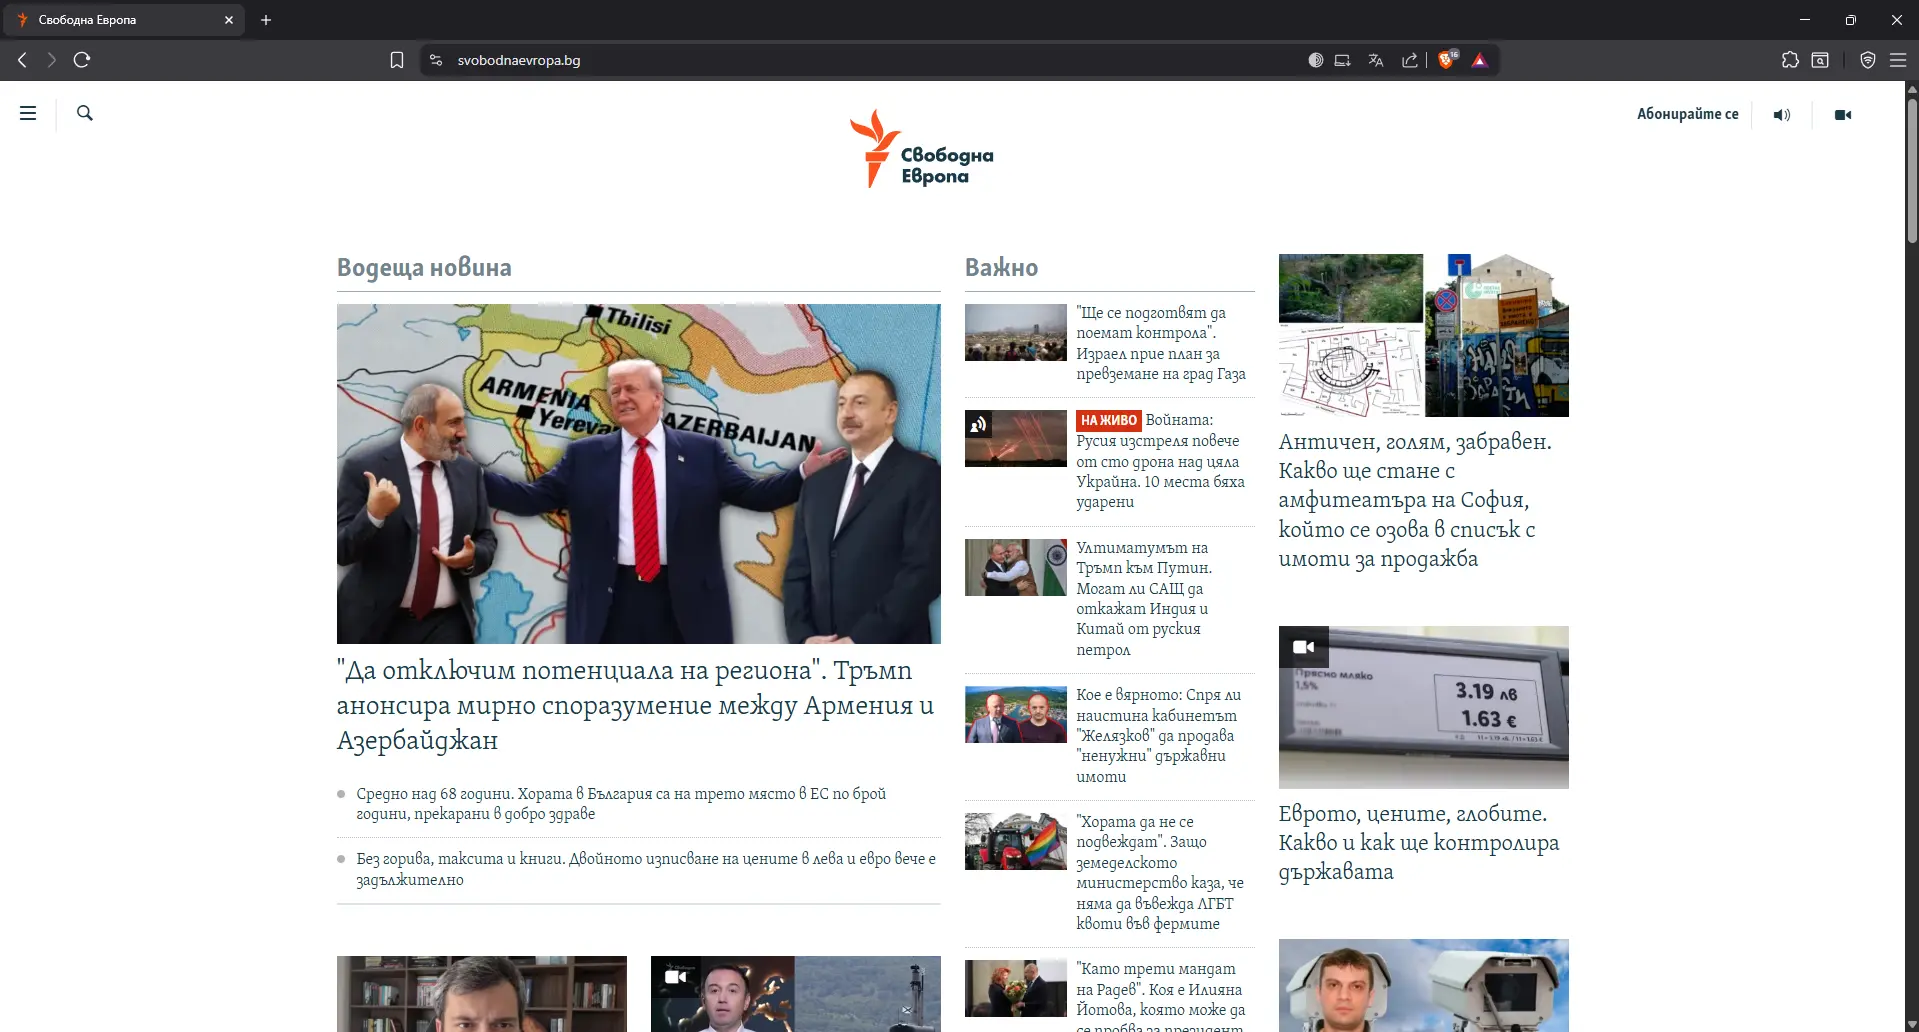 Свободна Европа
svobodnaevropa.bg
16
Абонирайте се
Свободна
Европа
Водеща новина
Tbilisi
ARMENIA
Yerevan
AZERBAIJAN
"Да отключим потенциала на региона". Тръмп
анонсира мирно споразумение между Армения и
Азербайджан
Средно над 68 години. Хората в България са на трето място в ЕС по брой
години, прекарани в добро здраве
Без горива, таксита и книги. Двойното изписване на цените в лева и евро вече е
задължително
Важно
"Ще се подготвят да
поемат контрола".
Израел прие план за
превземане на град Газа
НА ЖИВО Войната:
Русия изстреля повече
от сто дрона над цяла
Украйна. 10 места бяха
ударени
Ултиматумът на
Тръмп към Путин.
Могат ли САЩ да
откажат Индия и
Китай от руския
петрол
Кое е вярното: Спря ли
наистина кабинетът
"Желязков" да продава
"ненужни" държавни
имоти
"Хората да не се
подвеждат". Защо
земеделското
министерство каза, че
няма да въвежда ЛГБТ
квоти във фермите
"Като трети мандат
на Радев". Коя е Илияна
Йотова, която може да
се пробва за президент
Античен, голям, забравен.
Какво ще стане с
амфитеатъра на София,
който се озова в списък с
имоти за продажба
Прясно мляко
1,5%
3.19 лв
1.63 €
Еврото, цените, глобите.
Какво и как ще контролира
държавата